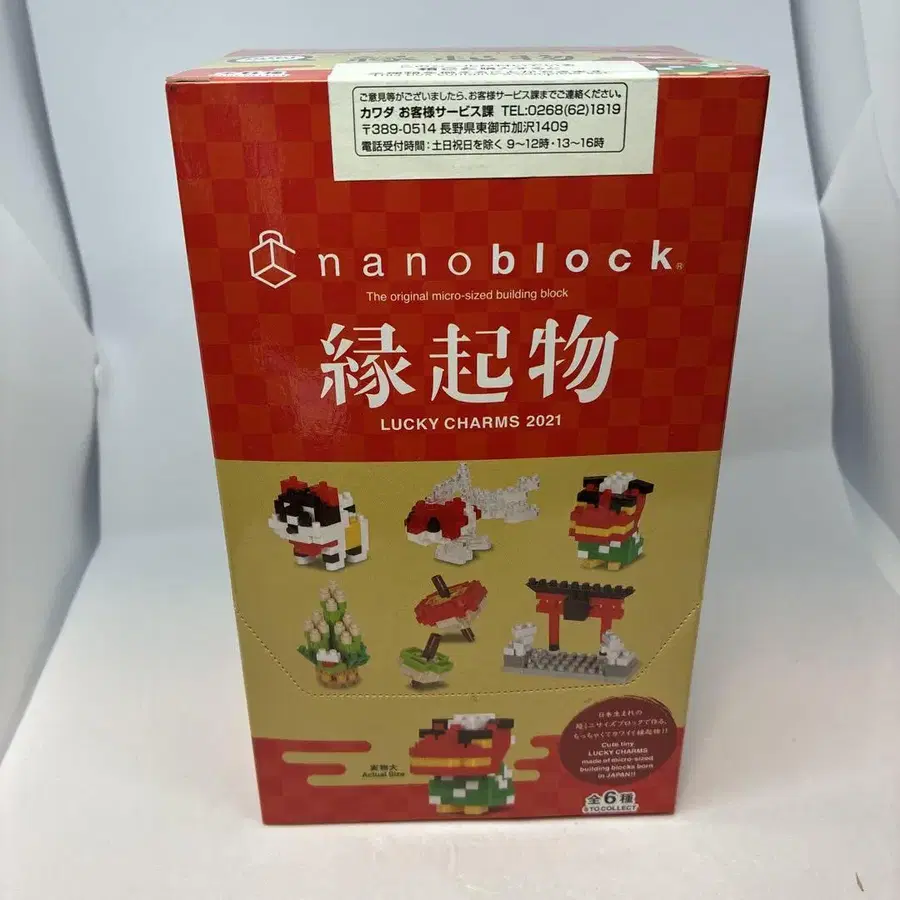 ご意見等がございましたら、お客様サービス課までご連絡ください。
カワダ お客様サービス課 TEL:0268(62)1819
〒389-0514 長野県東御市加沢1409
電話受付時間:土日祝日を除く 9～12時・13～16時
nanoblock®
The original micro-sized building block
縁起物
LUCKY CHARMS 2021
日本生まれの
超ミニサイズブロックで作る、
ちっちゃくてカワイイ縁起物!!
Cute tiny
LUCKY CHARMS
made of micro-sized
building blocks born
in JAPAN!!
実物大
Actual Size
全6種
6 TO COLLECT